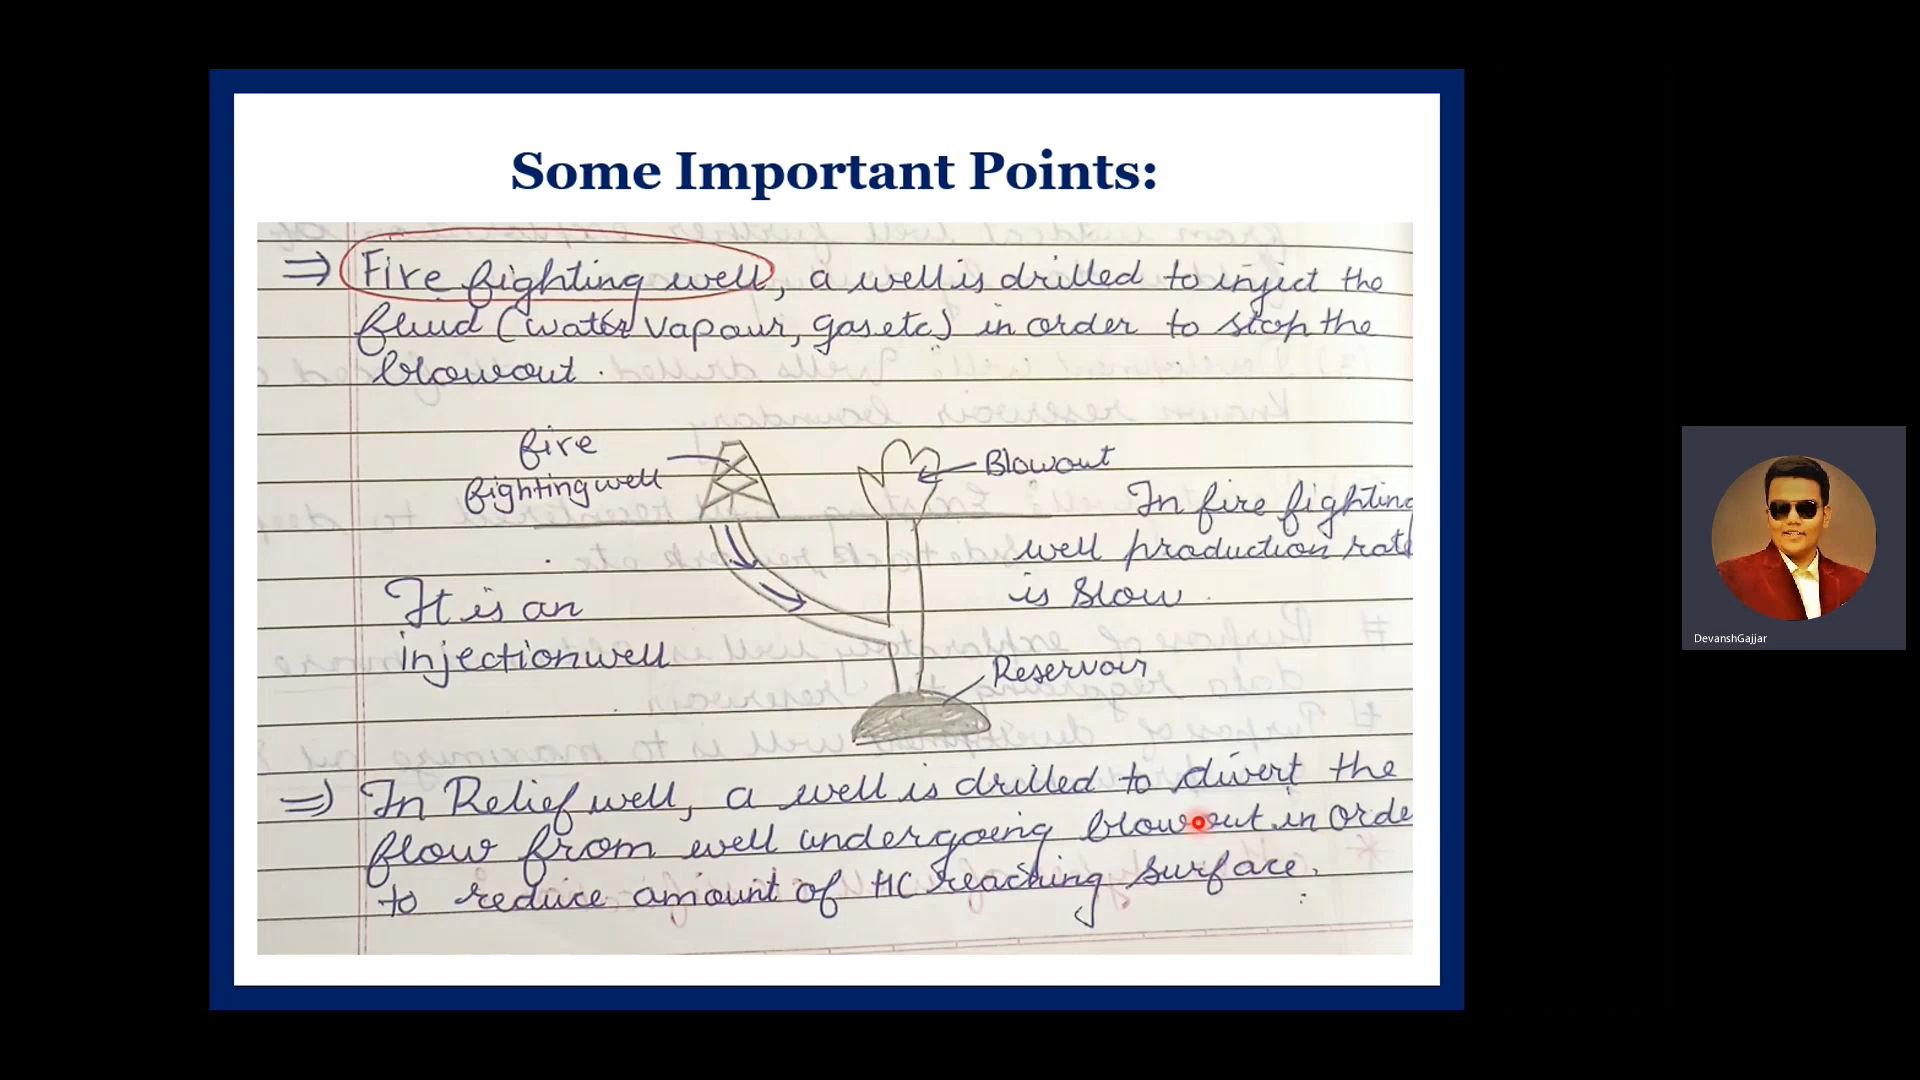 Some Important Points:
⇒ Fire fighting well, a well is drilled to inject the
fluid (water vapour, gas etc) in order to stop the
blowout.
fire
fighting well
Blowout
In fire fighting
well production rate
is slow.
It is an
injection well
Reservoir
⇒ In Relief well, a well is drilled to divert the
flow from well undergoing blowout in orde
to reduce amount of HC reaching surface.
DevanshGajjar